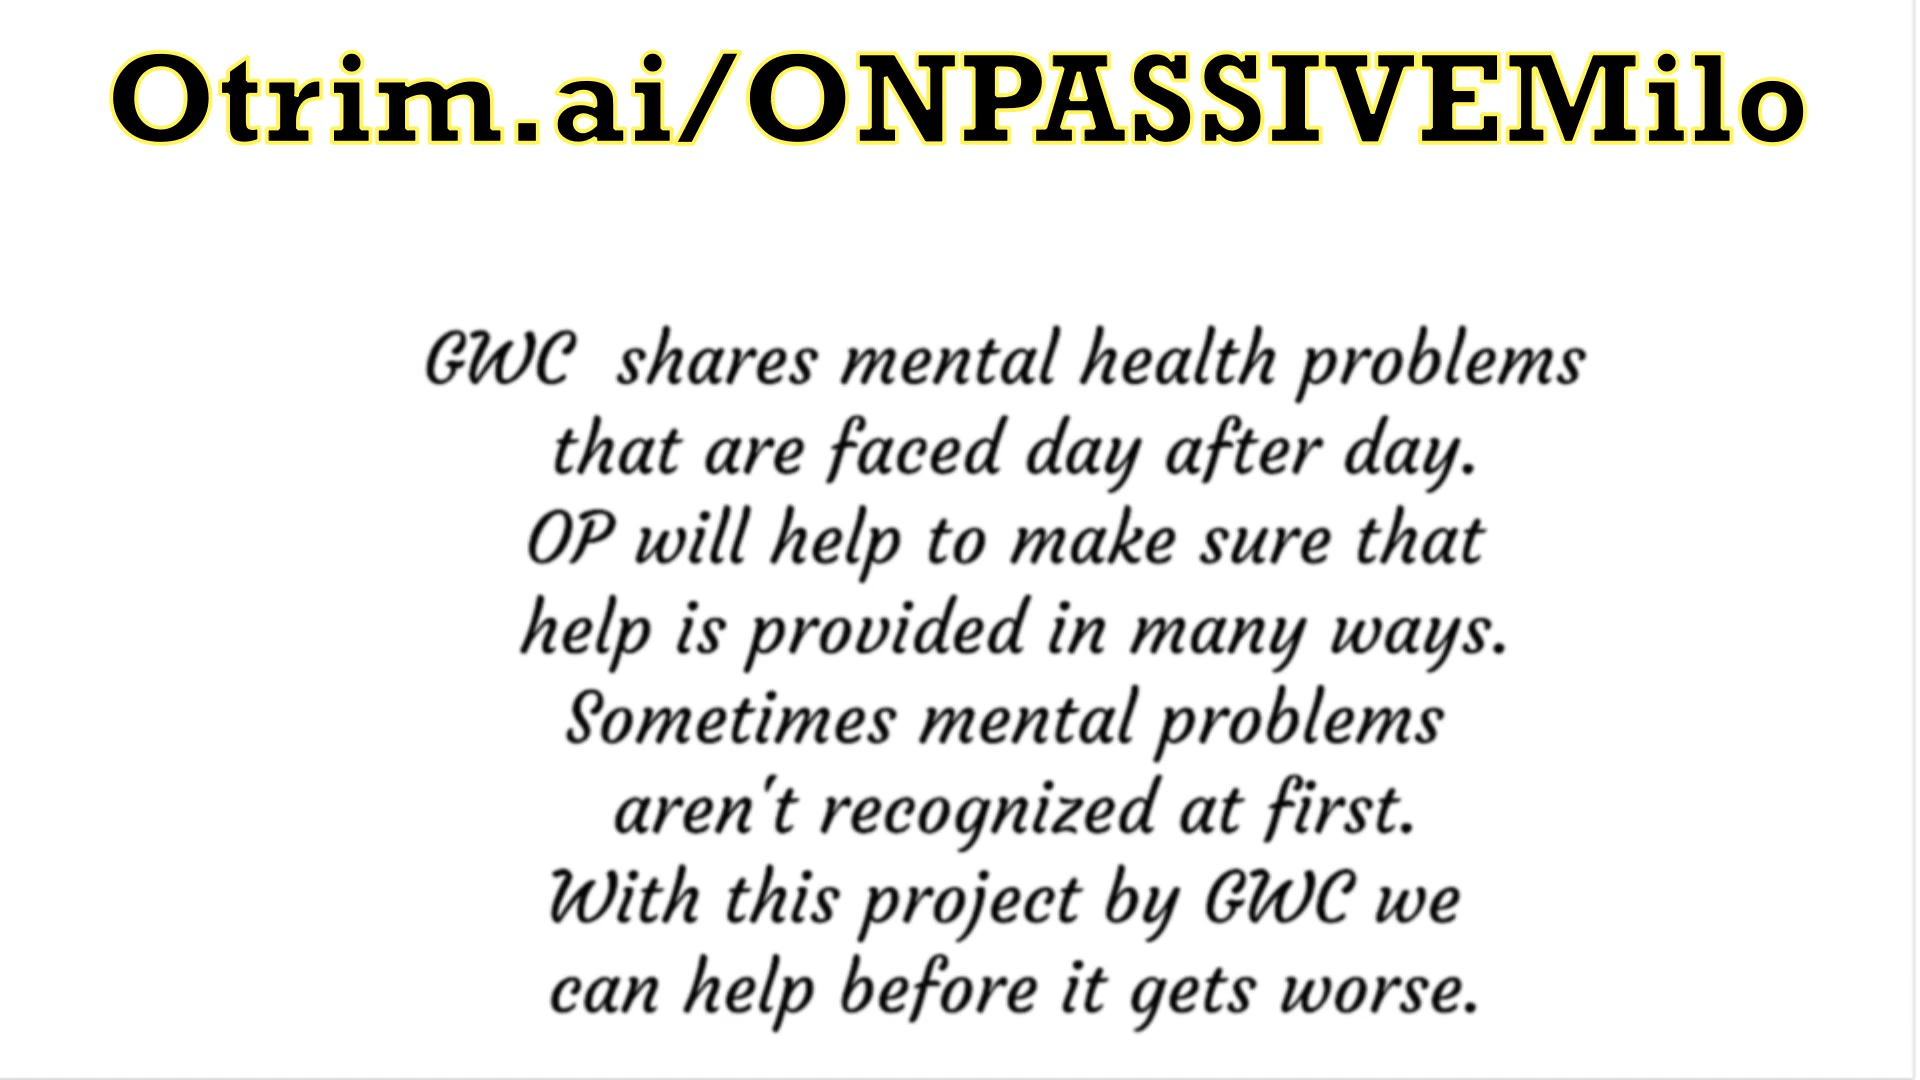 Otrim.ai/ONPASSIVEMilo
GWC shares mental health problems
that are faced day after day.
OP will help to make sure that
help is provided in many ways.
Sometimes mental problems
aren't recognized at first.
With this project by GWC we
can help before it gets worse.